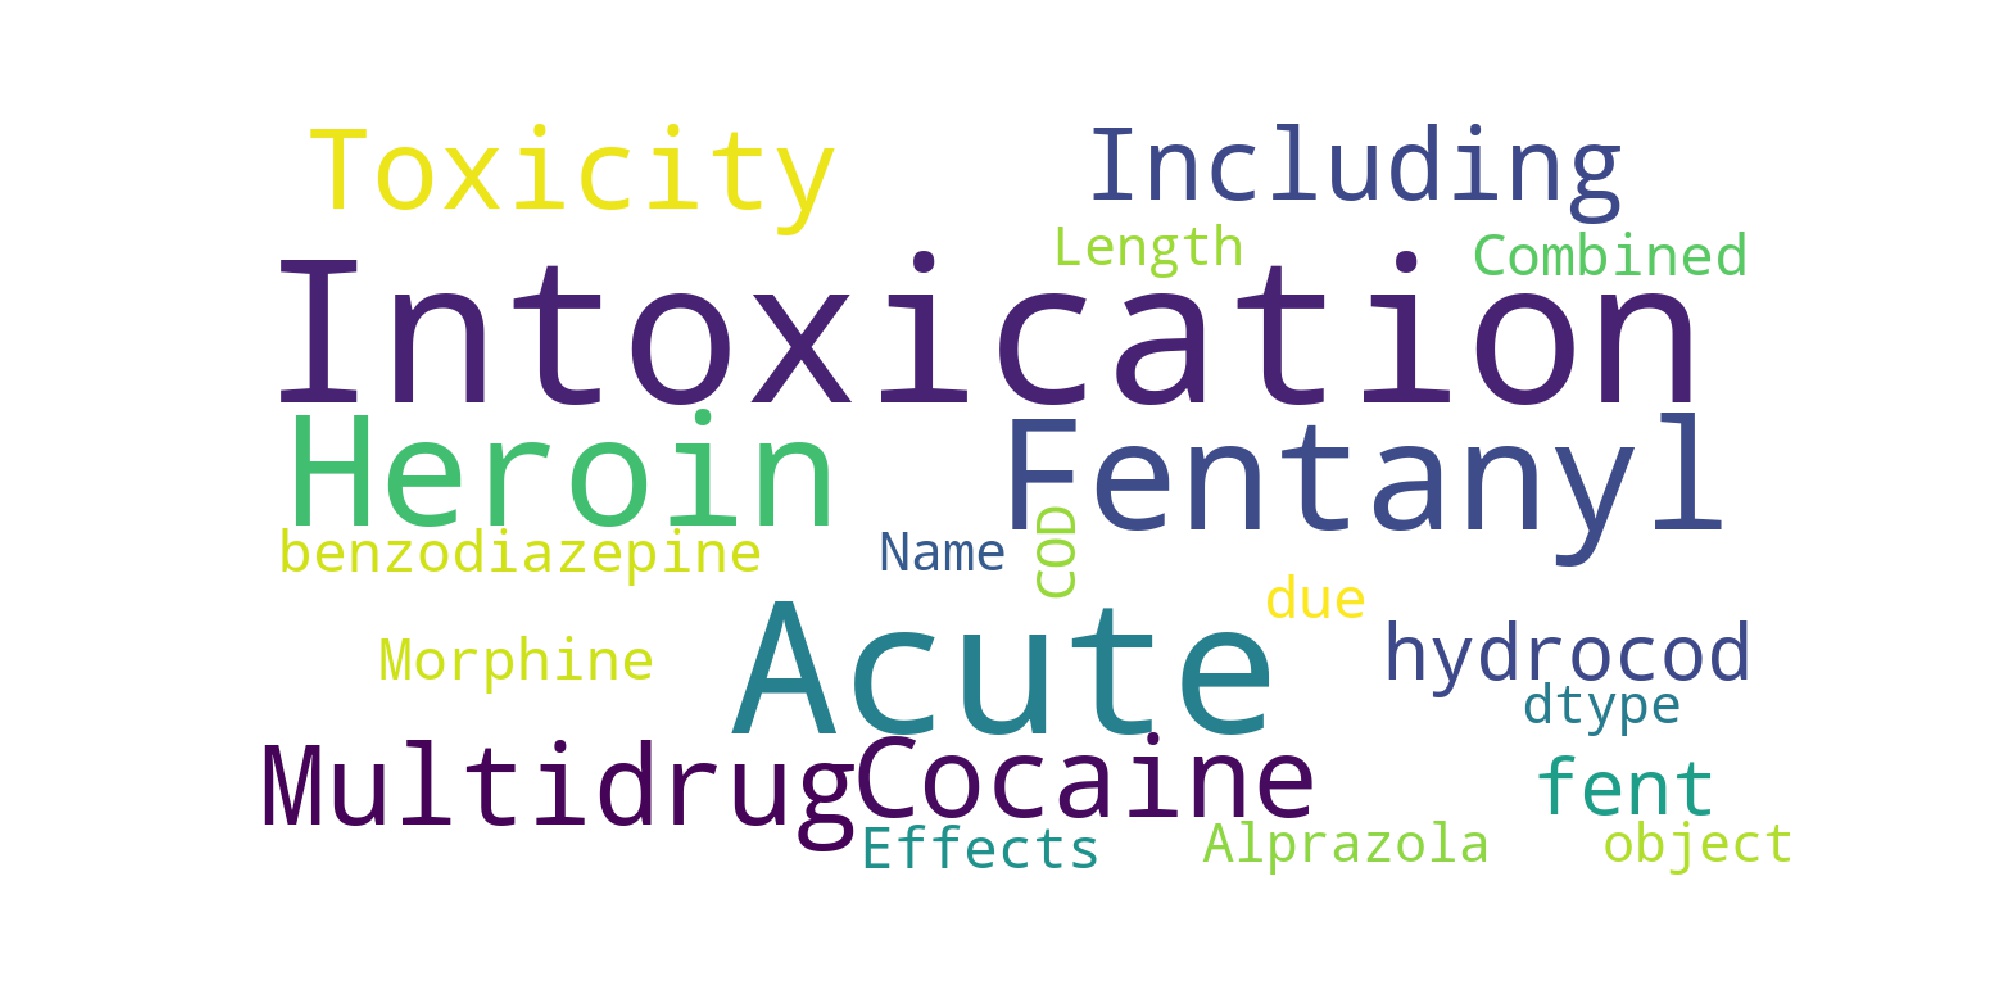 Toxicity
Including
Length
Combined
Intoxication
Heroin
Fentanyl
benzodiazepine
Name
COD
due
Acute
hydrocod
Morphine
dtype
Multidrug
Cocaine
fent
Effects
Alprazola
object